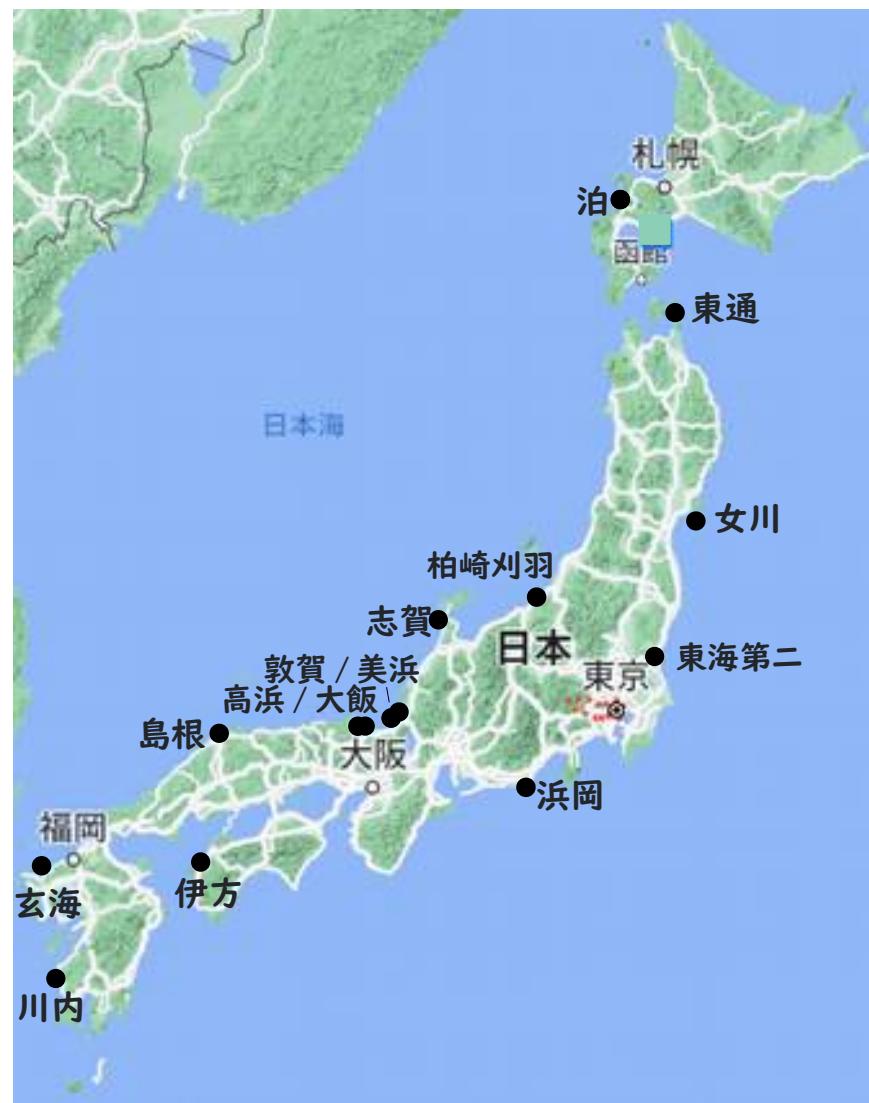 札幌
泊
函館
東通
日本海
女川
柏崎刈羽
志賀
日本
東海第二
敦賀 / 美浜
東京
高浜 / 大飯
島根
大阪
浜岡
福岡
伊方
玄海
川内